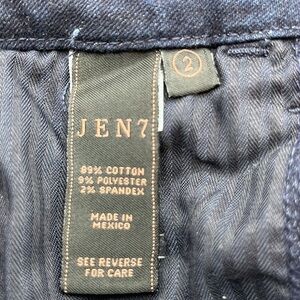 2
JEN7
89% COTTON
9% POLYESTER
2% SPANDEX
MADE IN
MEXICO
SEE REVERSE
FOR CARE